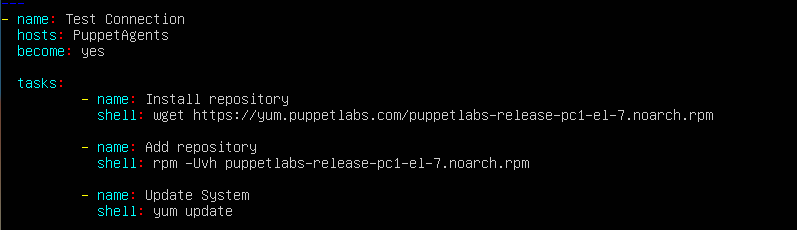 ---
- name: Test Connection
  hosts: PuppetAgents
  become: yes

  tasks:
          - name: Install repository
            shell: wget https://yum.puppetlabs.com/puppetlabs-release-pc1-el-7.noarch.rpm

          - name: Add repository
            shell: rpm -Uvh puppetlabs-release-pc1-el-7.noarch.rpm

          - name: Update System
            shell: yum update